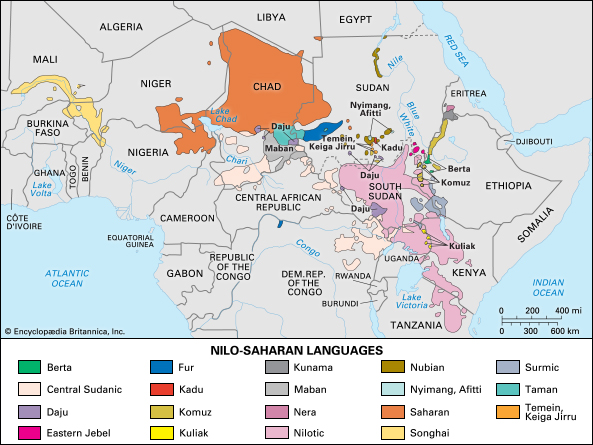 LIBYA
EGYPT
ALGERIA
RED SEA
MALI
NIGER
CHAD
Nile
SUDAN
Lake
Chad
Nyimang,
Afitti
Blue
White
ERITREA
BURKINA
FASO
Daju
Temein,
Keiga Jirru
Kadu
DJIBOUTI
NIGERIA
Maban
Chari
Daju
Berta
Komuz
GHANA
TOGO
BENIN
Niger
Lake
Volta
CENTRAL AFRICAN
REPUBLIC
SOUTH
SUDAN
ETHIOPIA
SOMALIA
CÔTE
D'IVOIRE
CAMEROON
Daju
EQUATORIAL
GUINEA
Kuliak
REPUBLIC
OF THE
CONGO
Congo
UGANDA
GABON
DEM.REP.
OF THE
CONGO
RWANDA
KENYA
ATLANTIC
OCEAN
BURUNDI
Lake
Victoria
INDIAN
OCEAN
TANZANIA
0 200 400 mi
0 300 600 km
© Encyclopædia Britannica, Inc.
NILO-SAHARAN LANGUAGES
Berta
Fur
Kunama
Nubian
Surmic
Central Sudanic
Kadu
Maban
Nyimang, Afitti
Taman
Daju
Komuz
Nera
Saharan
Temein,
Keiga Jirru
Eastern Jebel
Kuliak
Nilotic
Songhai